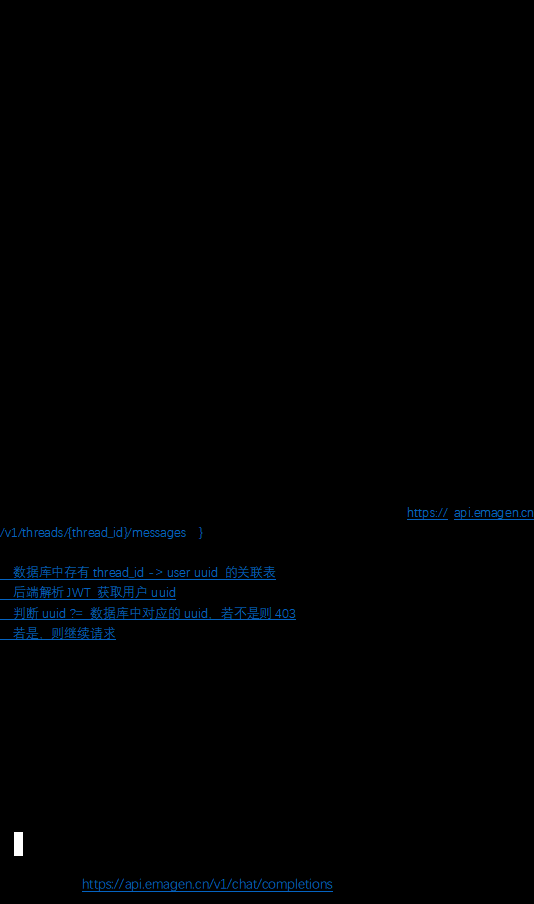 https:// api.emagen.cn
/v1/threads/{thread_id}/messages }
数据库中存有 thread_id -> user uuid 的关联表
后端解析 JWT 获取用户 uuid
判断 uuid ?= 数据库中对应的 uuid，若不是则 403
若是，则继续请求
https://api.emagen.cn/v1/chat/completions